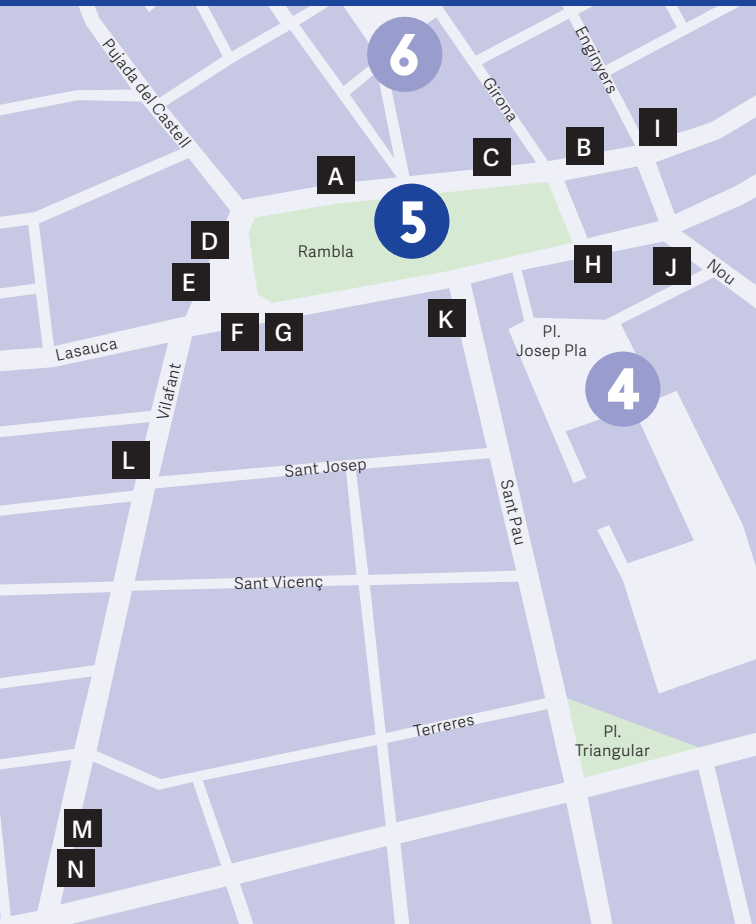 6
Enginyers
Pujada del Castell
Girona
I
B
C
A
5
D
Rambla
H
J
Nou
E
K
F
G
Pl.
Josep Pla
Lasauca
Vilafant
4
L
Sant Josep
Sant Pau
Sant Vicenç
Terreres
Pl.
Triangular
M
N